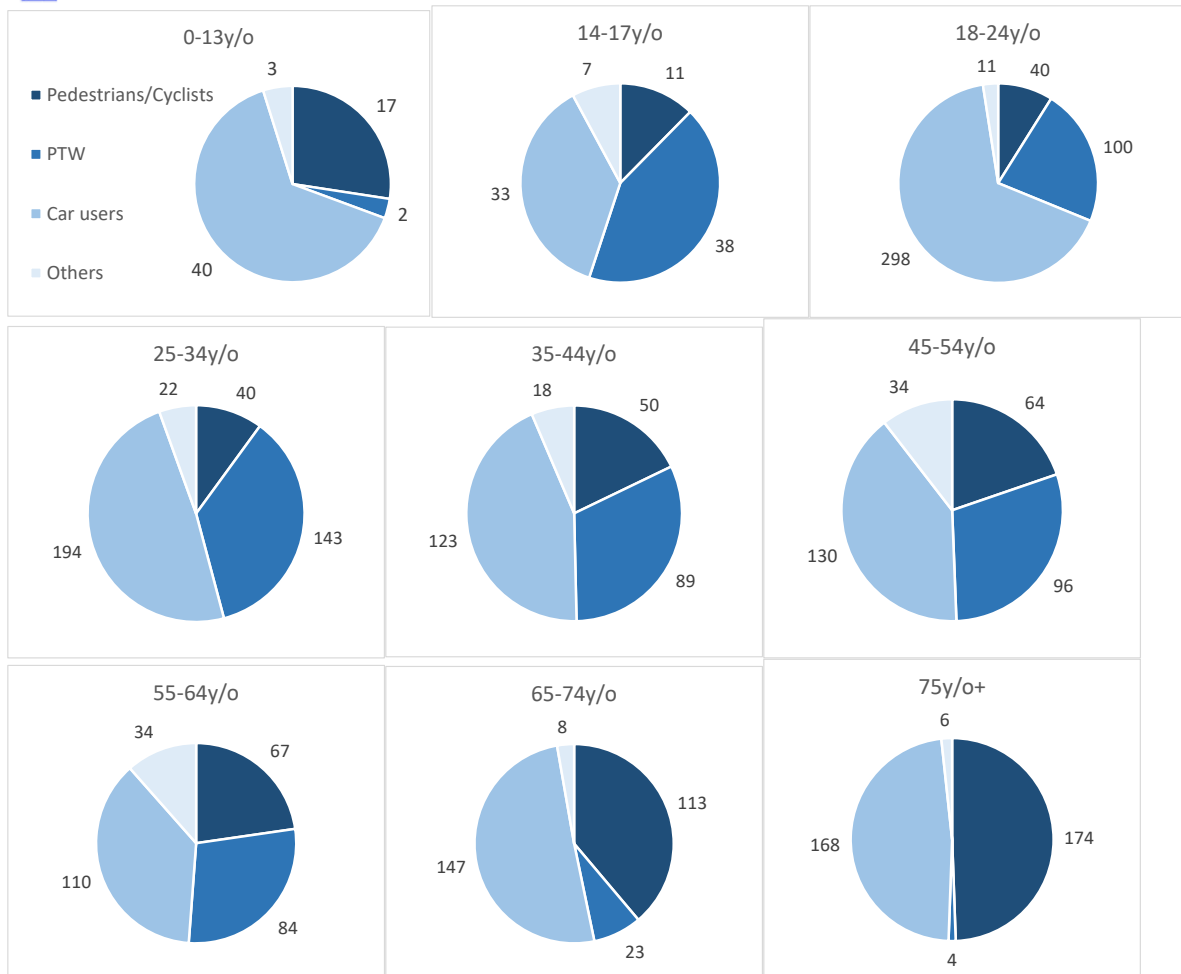 0-13y/o
3
Pedestrians/Cyclists
17
PTW
2
Car users
40
Others
14-17y/o
7
11
33
38
18-24y/o
11
40
100
298
25-34y/o
22
40
194
143
35-44y/o
18
50
123
89
45-54y/o
34
64
130
96
55-64y/o
34
67
110
84
65-74y/o
8
113
147
23
75y/o+
6
168
174
4